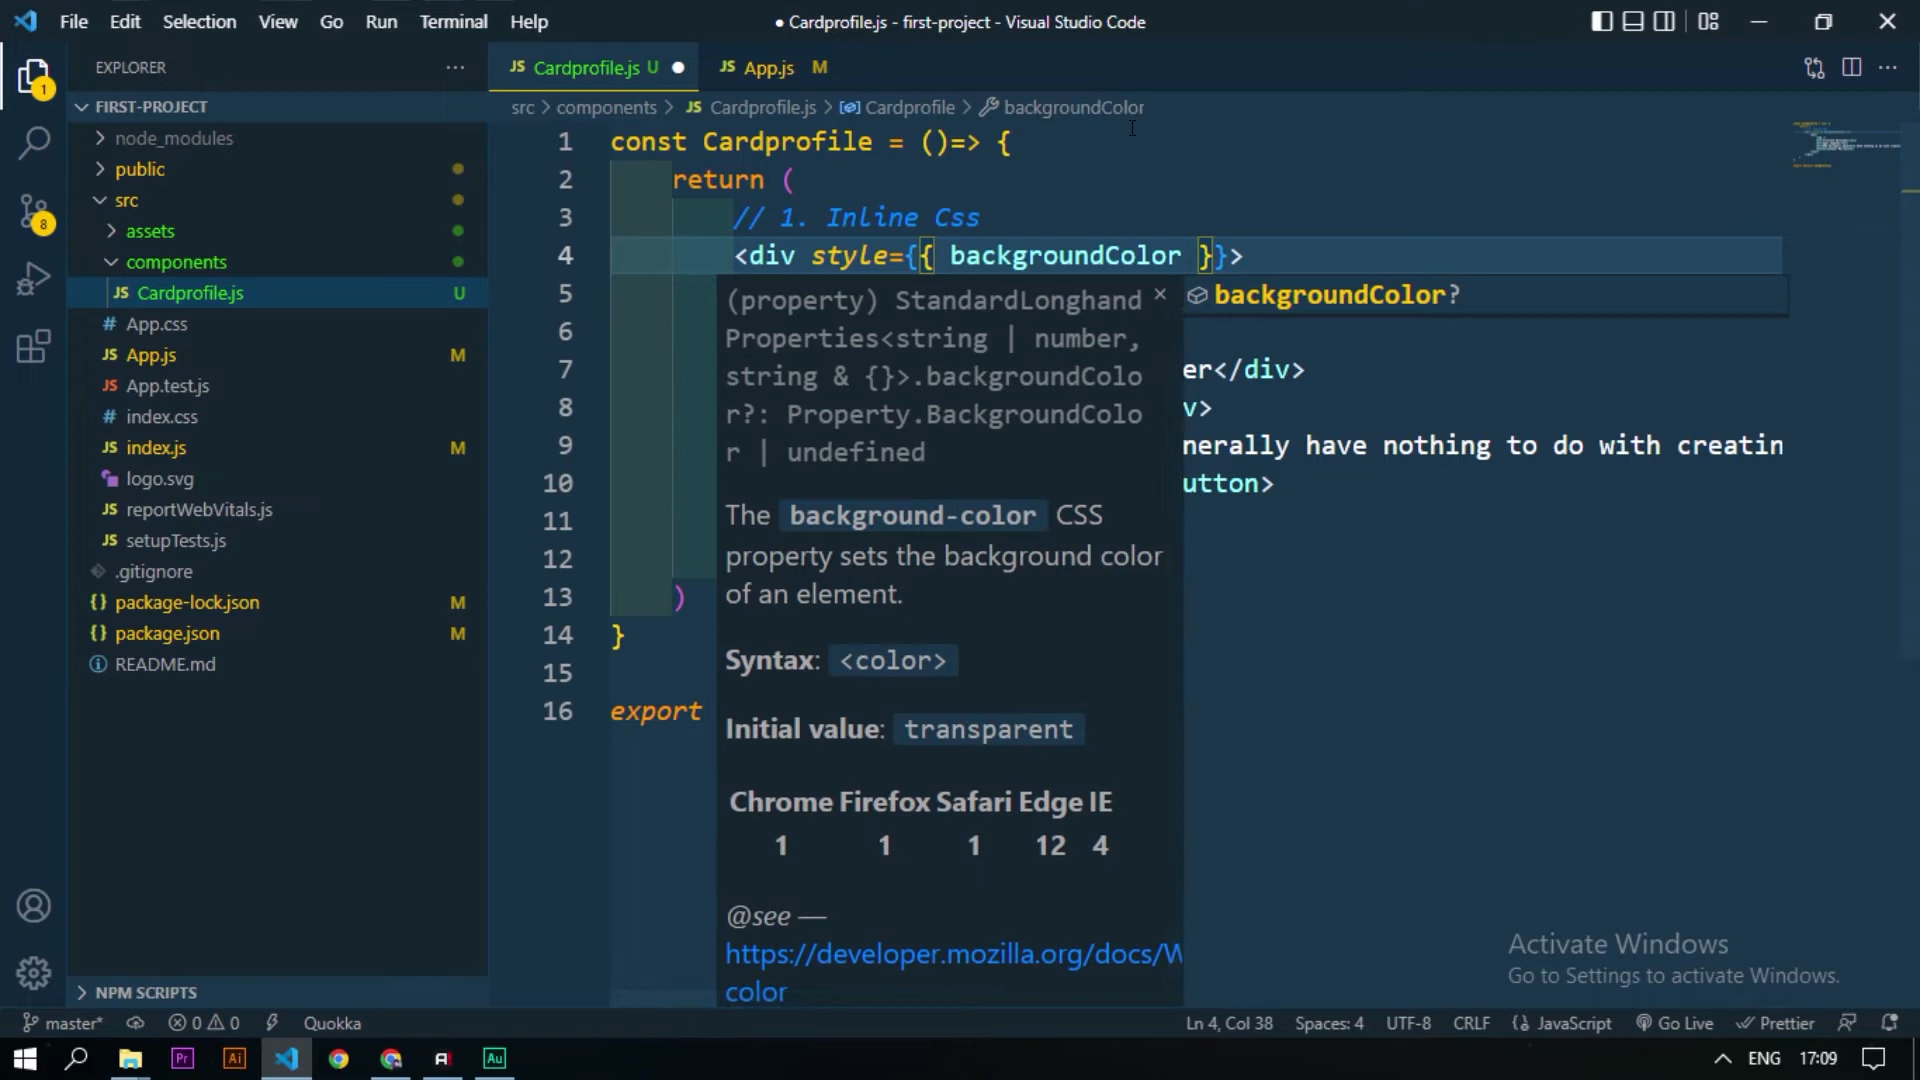 File Edit Selection View Go Run Terminal Help
● Cardprofile.js - first-project - Visual Studio Code
EXPLORER
FIRST-PROJECT
node_modules
public
src
assets
components
JS Cardprofile.js U
# App.css
JS App.js M
JS App.test.js
# index.css
JS index.js M
logo.svg
JS reportWebVitals.js
JS setupTests.js
.gitignore
{} package-lock.json M
{} package.json M
README.md
NPM SCRIPTS
1
8
JS Cardprofile.js U ●
JS App.js M
src > components > JS Cardprofile.js > Cardprofile > backgroundColor
1 const Cardprofile = ()=> {
2 return (
3 // 1. Inline Css
4 <div style={{ backgroundColor }}>
5
6
7 er</div>
8 v>
9 nerally have nothing to do with creatin
10 utton>
11
12
13 )
14 }
15
16 export
backgroundColor?
(property) StandardLonghand
Properties<string | number,
string & {}>.backgroundColo
r?: Property.BackgroundColo
r | undefined
The background-color CSS
property sets the background color
of an element.
Syntax: <color>
Initial value: transparent
Chrome Firefox Safari Edge IE
1 1 1 12 4
@see —
https://developer.mozilla.org/docs/W
color
Activate Windows
Go to Settings to activate Windows.
master* 0 0 Quokka
Ln 4, Col 38 Spaces: 4 UTF-8 CRLF {} JavaScript Go Live Prettier
Pr Ai Au
ENG 17:09